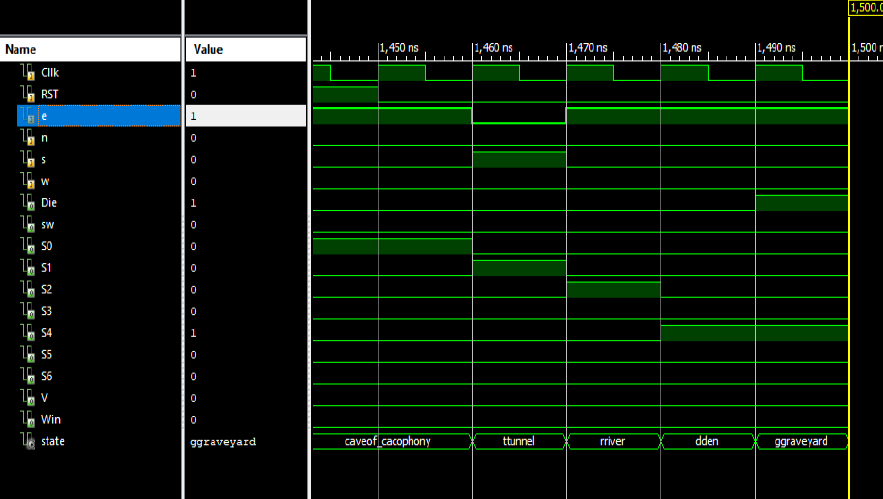 1,500.0
1,450 ns 1,460 ns 1,470 ns 1,480 ns 1,490 ns 1,500 n
Name Value
Cllk 1
RST 0
e 1
n 0
s 0
w 0
Die 1
sw 0
S0 0
S1 0
S2 0
S3 0
S4 1
S5 0
S6 0
V 0
Win 0
state ggraveyard caveof_cacophony ttunnel rriver dden ggraveyard